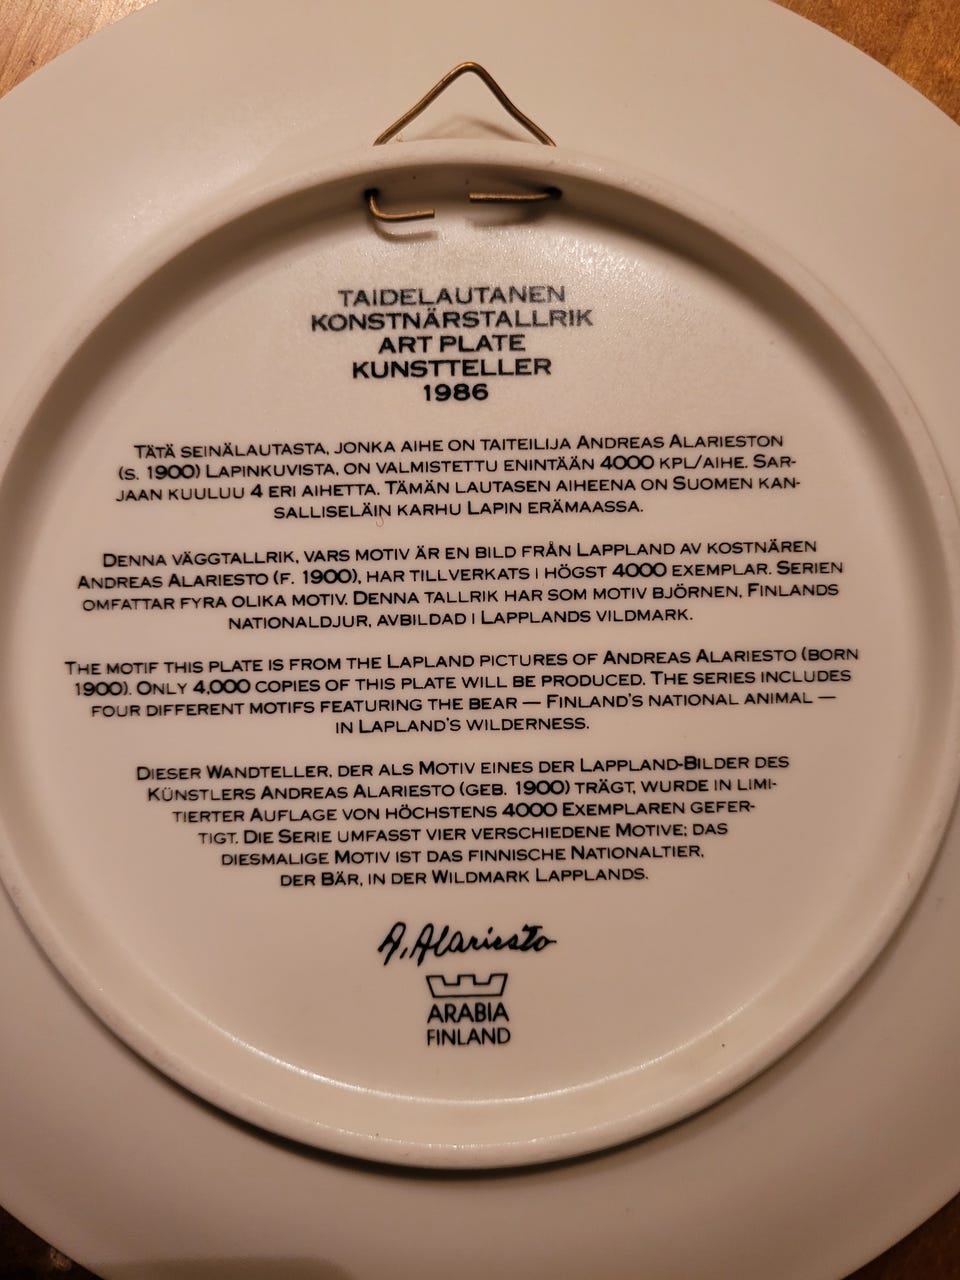 TAIDELAUTANEN
KONSTNÄRSTALLRIK
ART PLATE
KUNSTTELLER
1986
TÄTÄ SEINÄLAUTASTA, JONKA AIHE ON TAITEILIJA ANDREAS ALARIESTON
(S. 1900) LAPINKUVISTA, ON VALMISTETTU ENINTÄÄN 4000 KPL/AIHE. SAR-
JAAN KUULUU 4 ERI AIHETTA. TÄMÄN LAUTASEN AIHEENA ON SUOMEN KAN-
SALLISELÄIN KARHU LAPIN ERÄMAASSA.
DENNA VÄGGTALLRIK, VARS MOTIV ÄR EN BILD FRÅN LAPPLAND AV KOSTNÄREN
ANDREAS ALARIESTO (F. 1900), HAR TILLVERKATS I HÖGST 4000 EXEMPLAR. SERIEN
OMFATTAR FYRA OLIKA MOTIV. DENNA TALLRIK HAR SOM MOTIV BJÖRNEN, FINLANDS
NATIONALDJUR, AVBILDAD I LAPPLANDS VILDMARK.
THE MOTIF THIS PLATE IS FROM THE LAPLAND PICTURES OF ANDREAS ALARIESTO (BORN
1900). ONLY 4,000 COPIES OF THIS PLATE WILL BE PRODUCED. THE SERIES INCLUDES
FOUR DIFFERENT MOTIFS FEATURING THE BEAR — FINLAND'S NATIONAL ANIMAL —
IN LAPLAND'S WILDERNESS.
DIESER WANDTELLER, DER ALS MOTIV EINES DER LAPPLAND-BILDER DES
KÜNSTLERS ANDREAS ALARIESTO (GEB. 1900) TRÄGT, WURDE IN LIMI-
TIERTER AUFLAGE VON HÖCHSTENS 4000 EXEMPLAREN GEFER-
TIGT. DIE SERIE UMFASST VIER VERSCHIEDENE MOTIVE; DAS
DIESMALIGE MOTIV IST DAS FINNISCHE NATIONALTIER,
DER BÄR, IN DER WILDMARK LAPPLANDS.
A. Alariesto
ARABIA
FINLAND